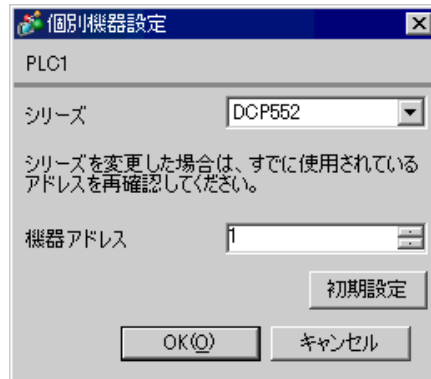 個別機器設定
PLC1
シリーズ DCP552
シリーズを変更した場合は、すでに使用されている
アドレスを再確認してください。
機器アドレス 1
初期設定
OK(O) キャンセル